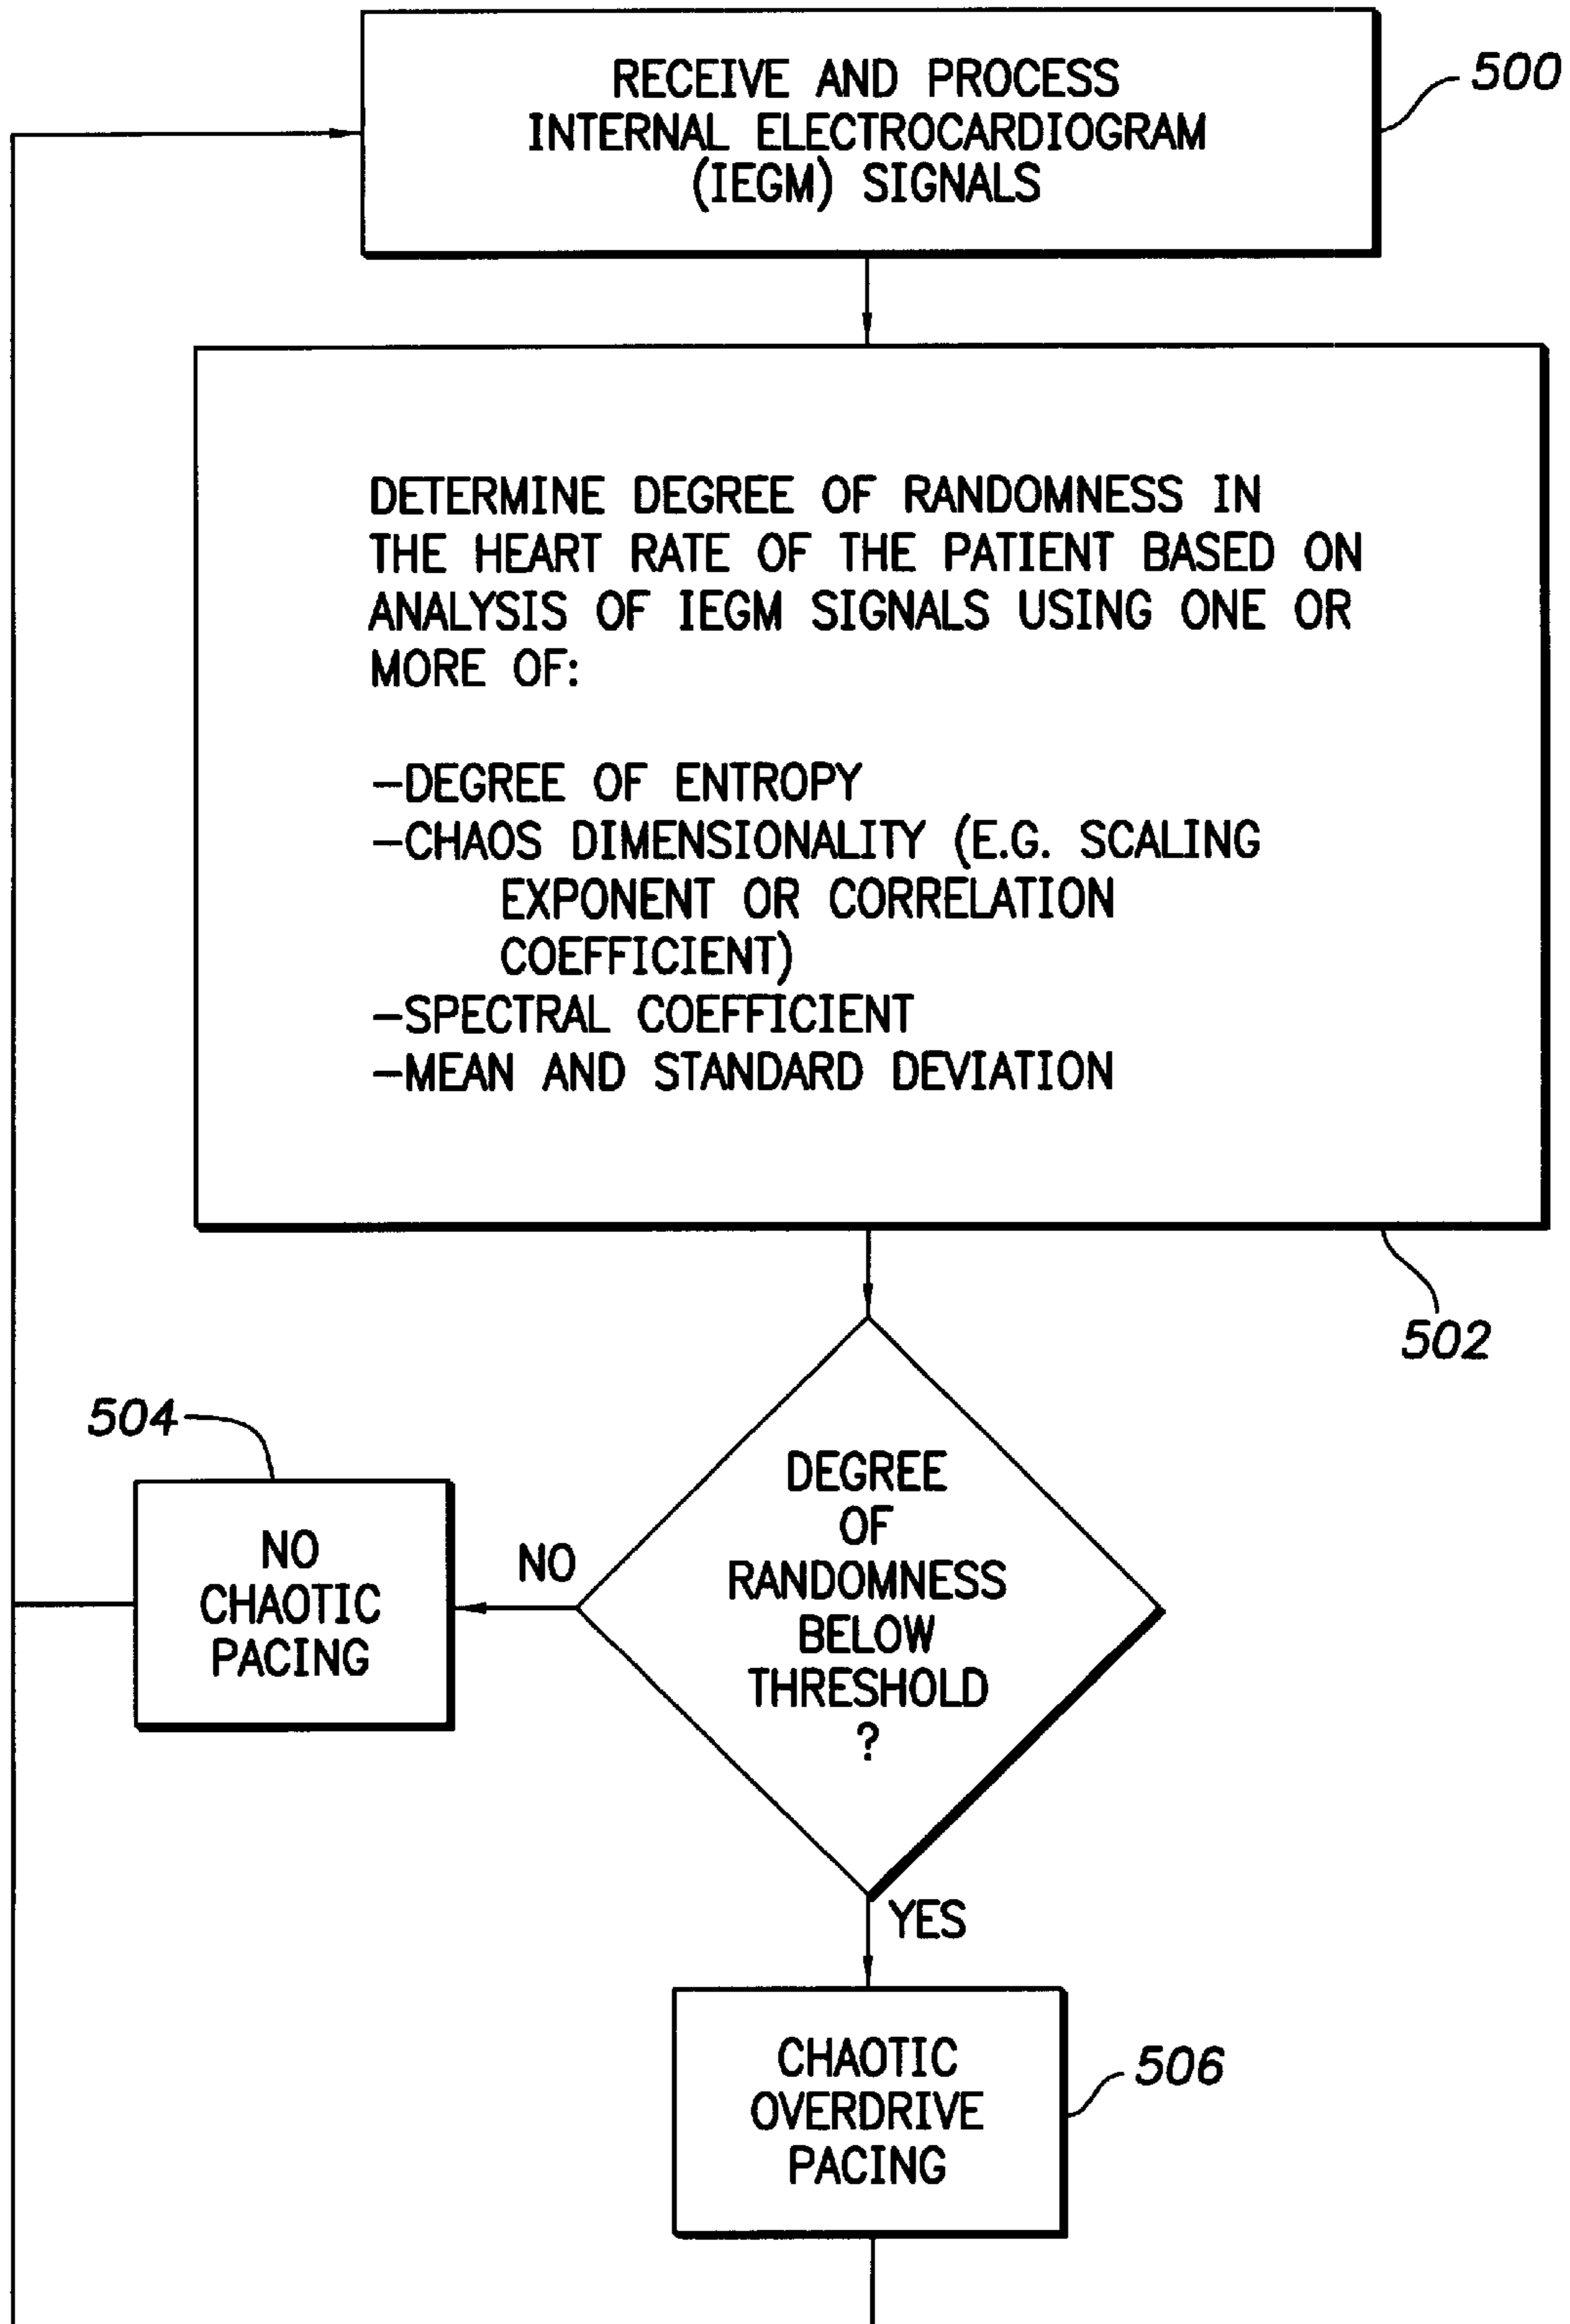 RECEIVE AND PROCESS
INTERNAL ELECTROCARDIOGRAM
(IEGM) SIGNALS
500
DETERMINE DEGREE OF RANDOMNESS IN
THE HEART RATE OF THE PATIENT BASED ON
ANALYSIS OF IEGM SIGNALS USING ONE OR
MORE OF:
-DEGREE OF ENTROPY
-CHAOS DIMENSIONALITY (E.G. SCALING
EXPONENT OR CORRELATION
COEFFICIENT)
-SPECTRAL COEFFICIENT
-MEAN AND STANDARD DEVIATION
502
504
NO
CHAOTIC
PACING
NO
DEGREE
OF
RANDOMNESS
BELOW
THRESHOLD
?
YES
CHAOTIC
OVERDRIVE
PACING
506